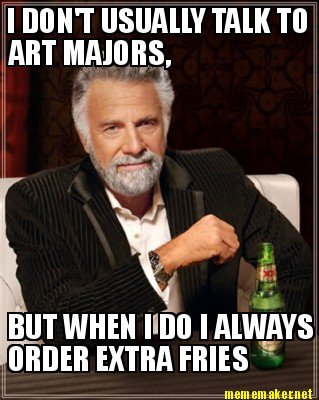 I DON'T USUALLY TALK TO
ART MAJORS,
BUT WHEN I DO I ALWAYS
ORDER EXTRA FRIES
mememaker.net